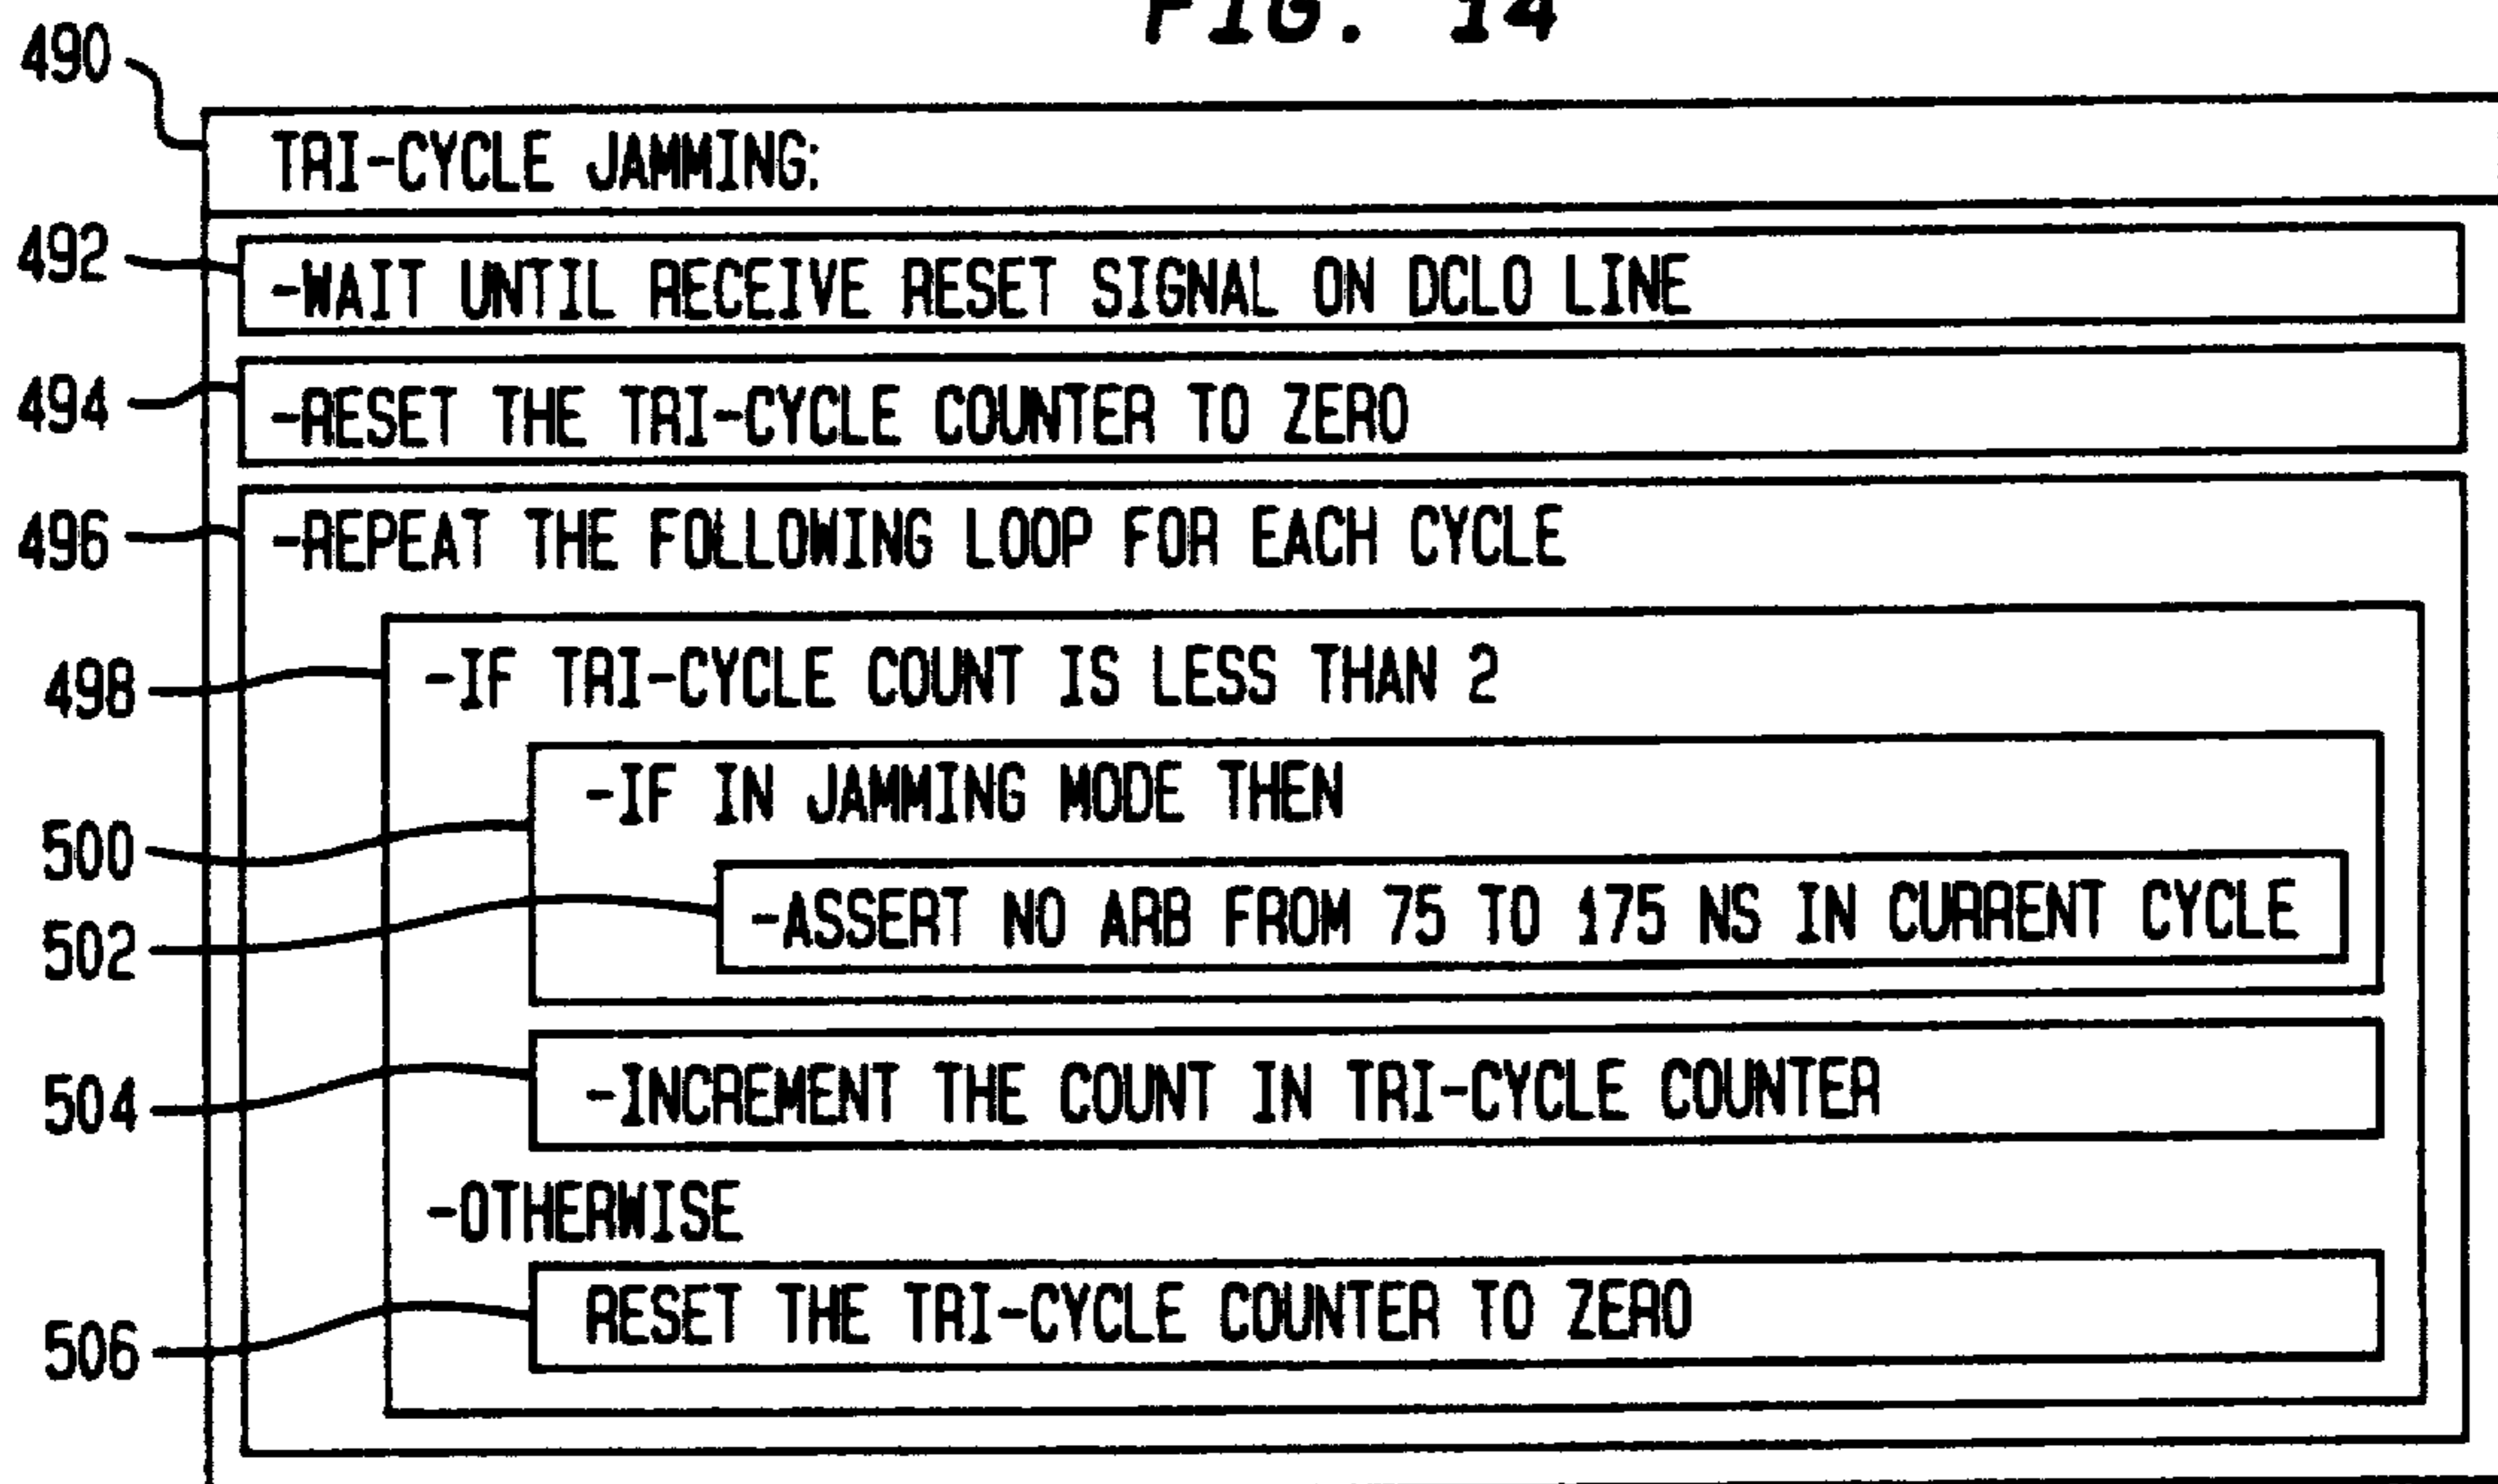 FIG. 14
490
TRI-CYCLE JAMMING:
492
-WAIT UNTIL RECEIVE RESET SIGNAL ON DCLO LINE
494
-RESET THE TRI-CYCLE COUNTER TO ZERO
496
-REPEAT THE FOLLOWING LOOP FOR EACH CYCLE
498
-IF TRI-CYCLE COUNT IS LESS THAN 2
500
-IF IN JAMMING MODE THEN
502
-ASSERT NO ARB FROM 75 TO 175 NS IN CURRENT CYCLE
504
-INCREMENT THE COUNT IN TRI-CYCLE COUNTER
-OTHERWISE
506
RESET THE TRI-CYCLE COUNTER TO ZERO